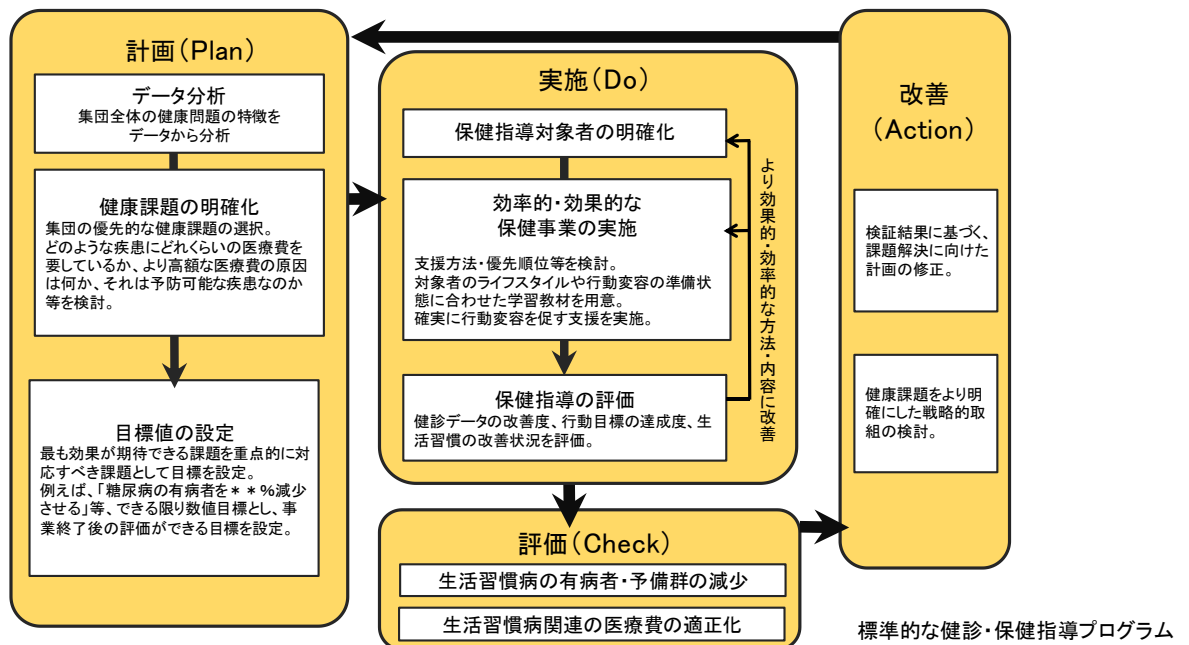 計画(Plan)
データ分析
集団全体の健康問題の特徴を
データから分析
健康課題の明確化
集団の優先的な健康課題の選択。
どのような疾患にどれくらいの医療費を
要しているか、より高額な医療費の原因
は何か、それは予防可能な疾患なのか
等を検討。
目標値の設定
最も効果が期待できる課題を重点的に対
応すべき課題として目標を設定。
例えば、「糖尿病の有病者を**%減少
させる」等、できる限り数値目標とし、事
業終了後の評価ができる目標を設定。
実施(Do)
保健指導対象者の明確化
効率的・効果的な
保健事業の実施
支援方法・優先順位等を検討。
対象者のライフスタイルや行動変容の準備状
態に合わせた学習教材を用意。
確実に行動変容を促す支援を実施。
保健指導の評価
健診データの改善度、行動目標の達成度、生
活習慣の改善状況を評価。
より効果的・効率的な方法・内容に改善
評価(Check)
生活習慣病の有病者・予備群の減少
生活習慣病関連の医療費の適正化
改善
(Action)
検証結果に基づく、
課題解決に向けた
計画の修正。
健康課題をより明
確にした戦略的取
組の検討。
標準的な健診・保健指導プログラム